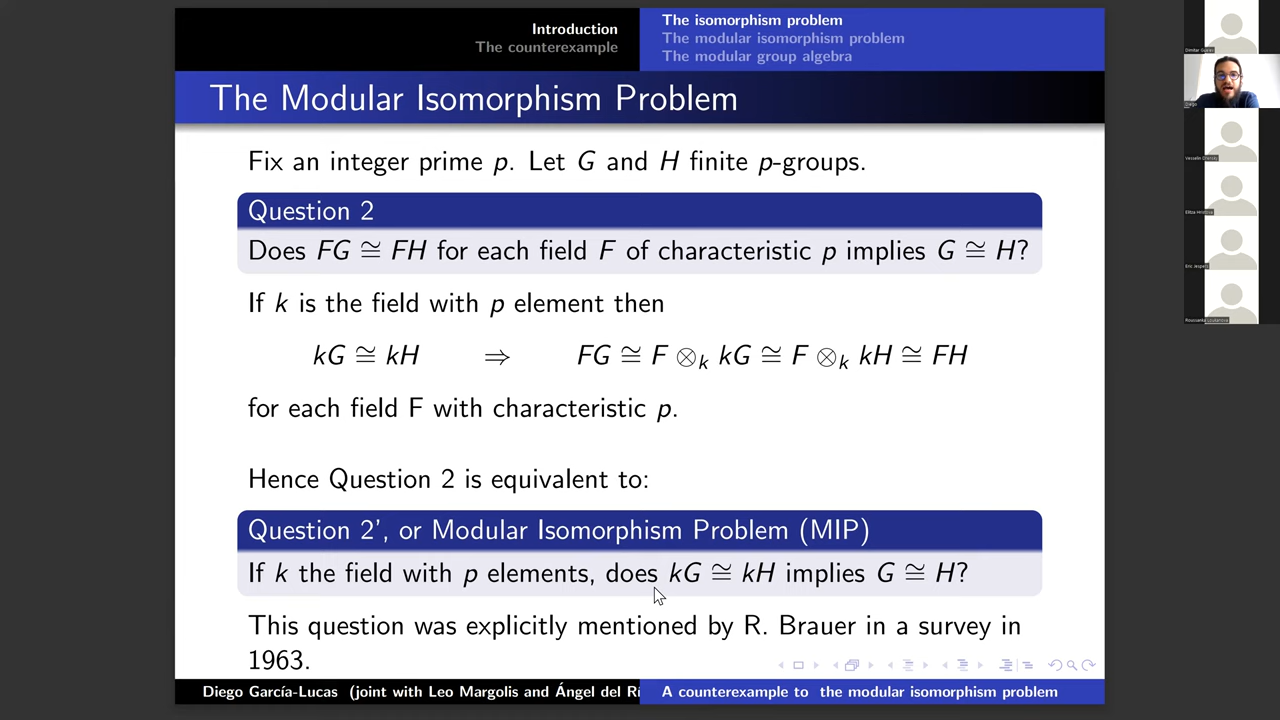 Introduction
The counterexample
The isomorphism problem
The modular isomorphism problem
The modular group algebra
The Modular Isomorphism Problem
Fix an integer prime p. Let G and H finite p-groups.
Question 2
Does FG ≅ FH for each field F of characteristic p implies G ≅ H?
If k is the field with p element then
kG ≅ kH ⇒ FG ≅ F ⊗k kG ≅ F ⊗k kH ≅ FH
for each field F with characteristic p.
Hence Question 2 is equivalent to:
Question 2', or Modular Isomorphism Problem (MIP)
If k the field with p elements, does kG ≅ kH implies G ≅ H?
This question was explicitly mentioned by R. Brauer in a survey in
1963.
Diego García-Lucas (joint with Leo Margolis and Ángel del Rí
A counterexample to the modular isomorphism problem
Diego